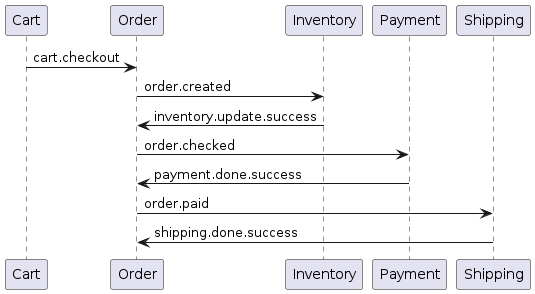 Cart Order Inventory Payment Shipping
cart.checkout
order.created
inventory.update.success
order.checked
payment.done.success
order.paid
shipping.done.success
Cart Order Inventory Payment Shipping